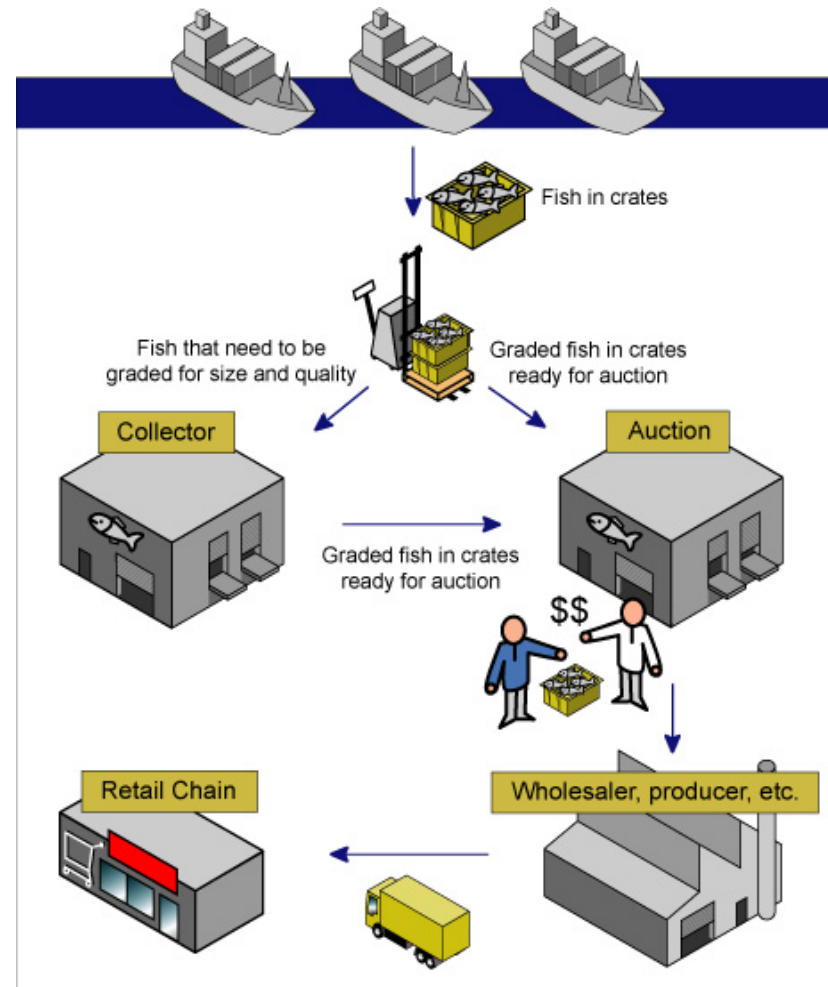 Fish in crates
Fish that need to be
graded for size and quality
Graded fish in crates
ready for auction
Collector
Auction
Graded fish in crates
ready for auction
$$
Retail Chain
Wholesaler, producer, etc.